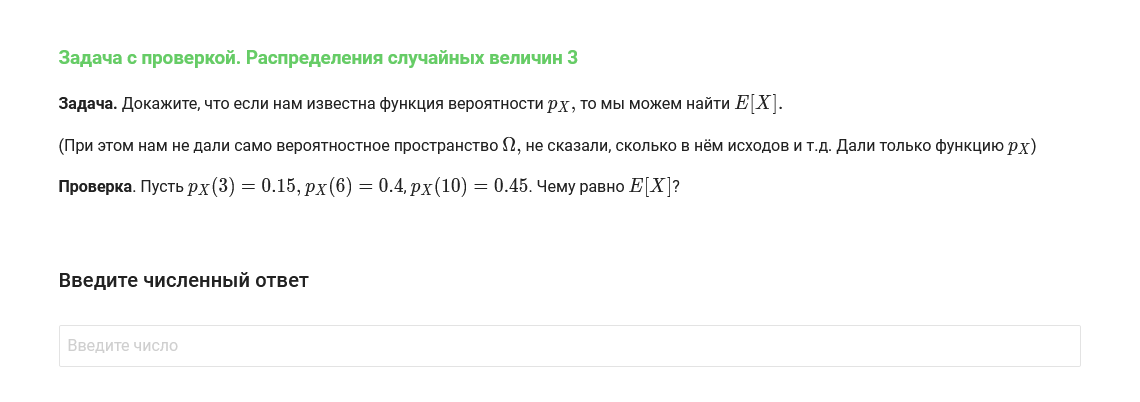 Задача с проверкой. Распределения случайных величин 3
Задача. Докажите, что если нам известна функция вероятности p_X, то мы можем найти E[X].
(При этом нам не дали само вероятностное пространство Ω, не сказали, сколько в нём исходов и т.д. Дали только функцию p_X)
Проверка. Пусть p_X(3) = 0.15, p_X(6) = 0.4, p_X(10) = 0.45. Чему равно E[X]?
Введите численный ответ
Введите число